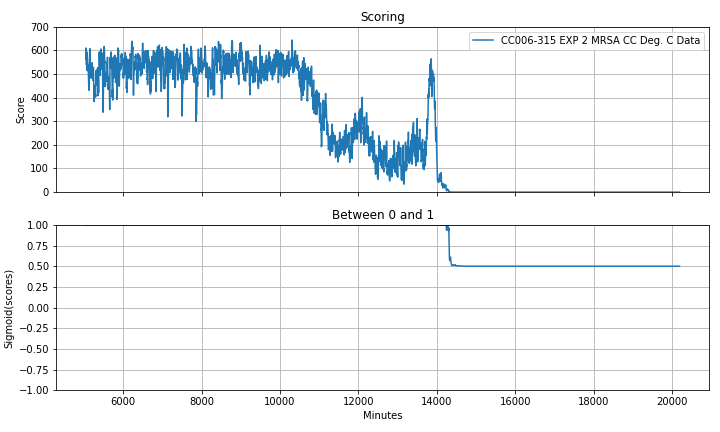 Scoring
700
600
500
400
300
200
100
0
Score
CC006-315 EXP 2 MRSA CC Deg. C Data
Between 0 and 1
1.00
0.75
0.50
0.25
0.00
−0.25
−0.50
−0.75
−1.00
Sigmoid(scores)
6000 8000 10000 12000 14000 16000 18000 20000
Minutes